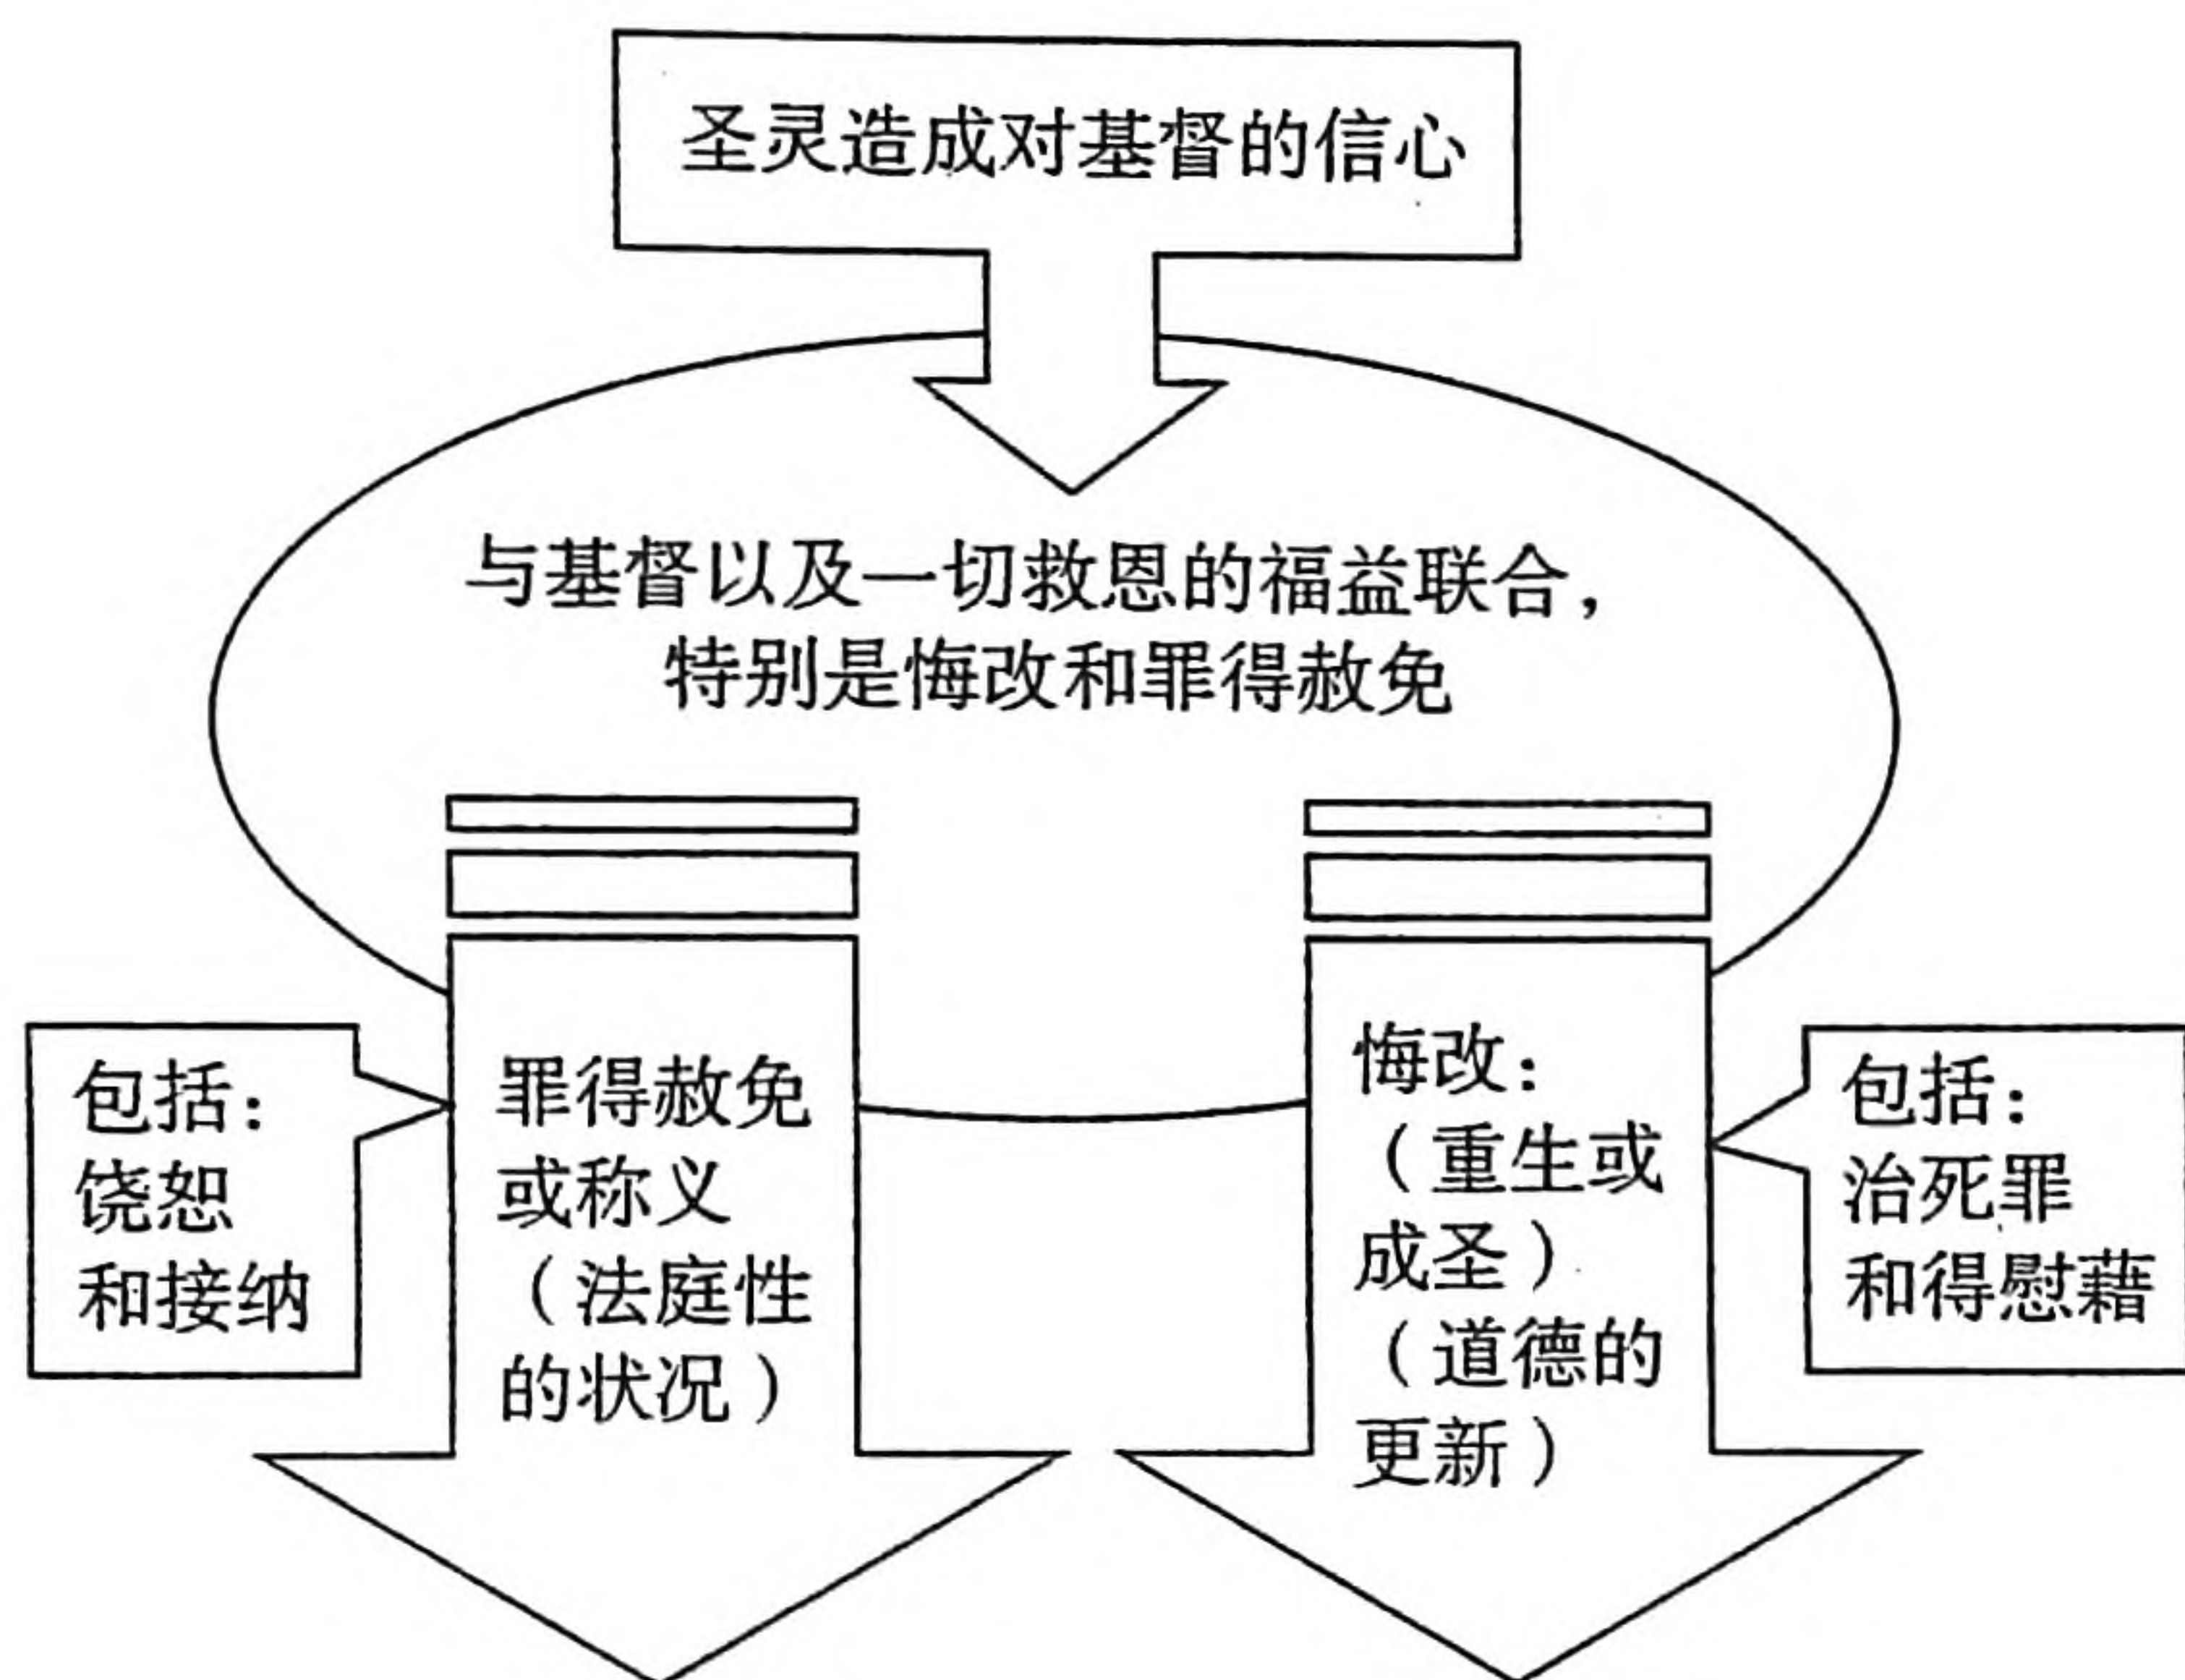 圣灵造成对基督的信心
与基督以及一切救恩的福益联合，
特别是悔改和罪得赦免
包括：
饶恕
和接纳
罪得赦免
或称义
（法庭性
的状况）
悔改：
（重生或
成圣）
（道德的
更新）
包括：
治死罪
和得慰藉